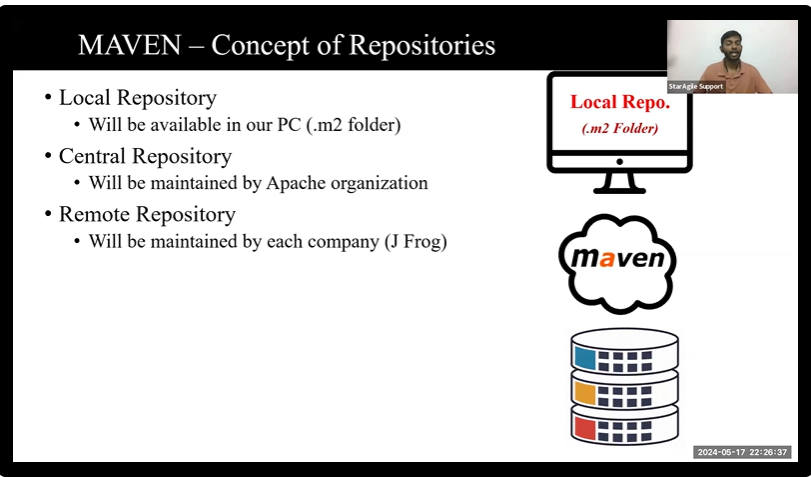 MAVEN – Concept of Repositories
StarAgile Support
• Local Repository
• Will be available in our PC (.m2 folder)
• Central Repository
• Will be maintained by Apache organization
• Remote Repository
• Will be maintained by each company (J Frog)
Local Repo.
(.m2 Folder)
maven
2024-05-17 22:26:37